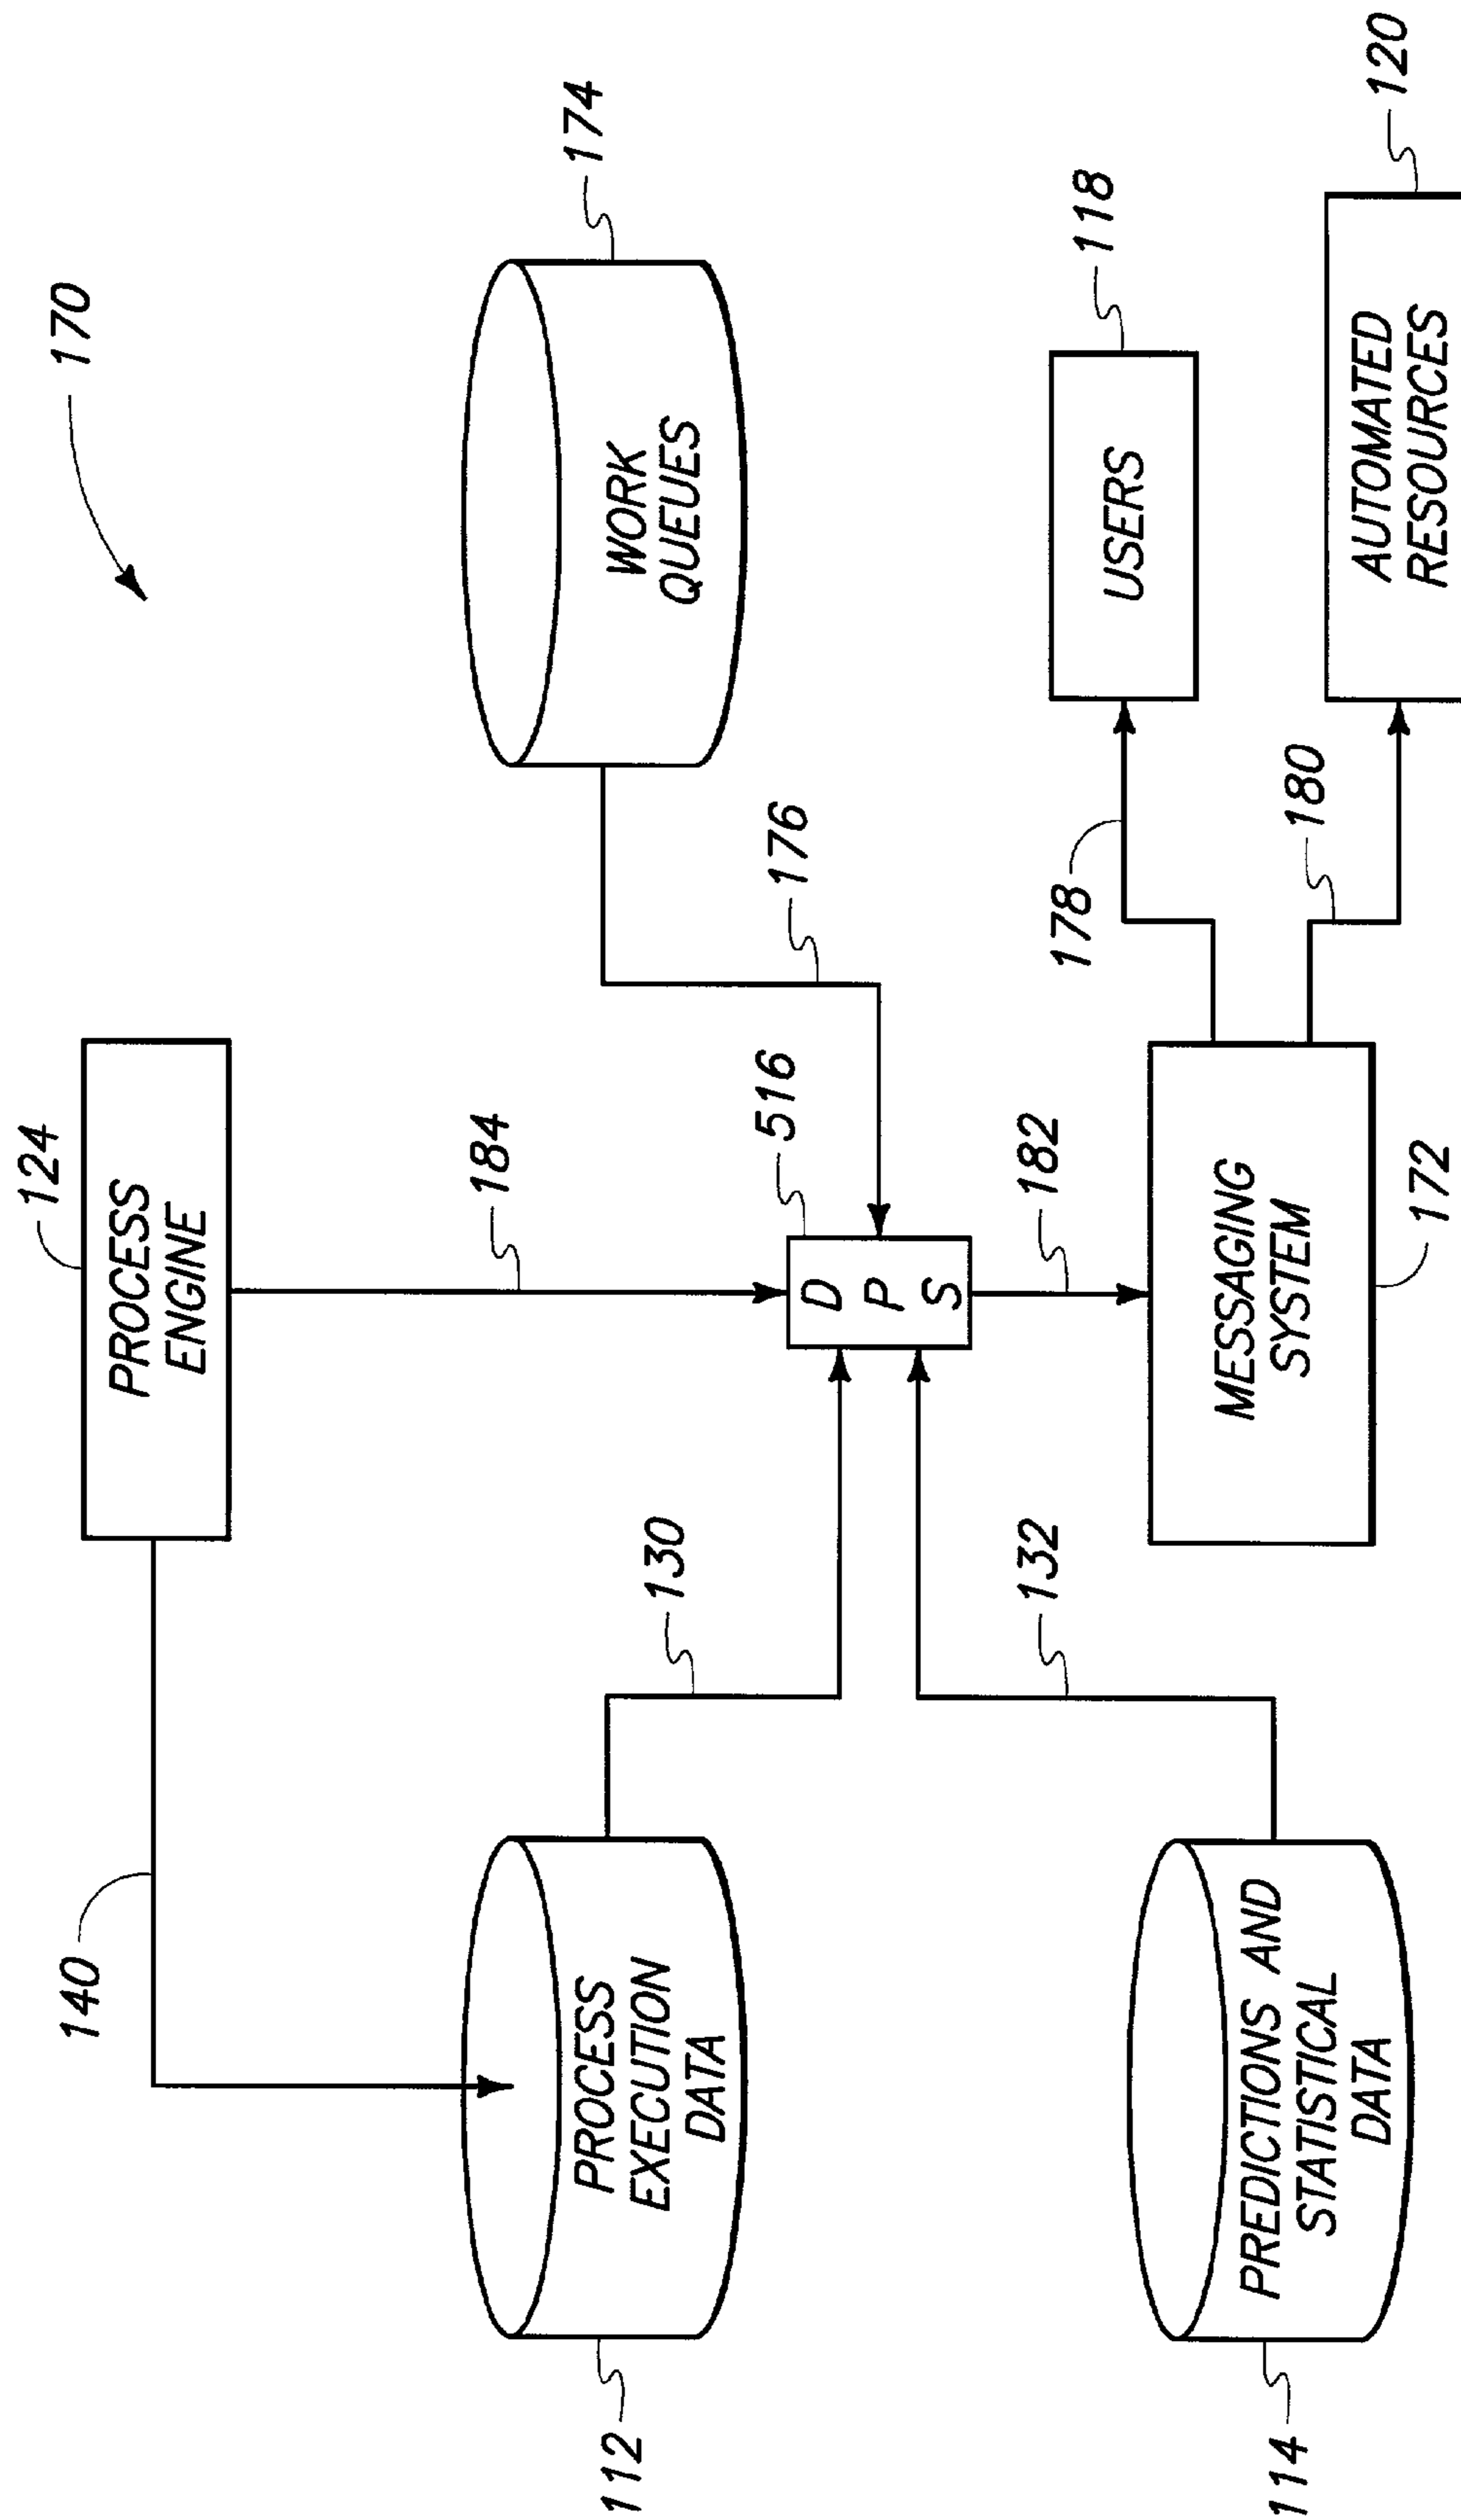 170
124
PROCESS
ENGINE
140
184
174
WORK
QUEUES
176
112
PROCESS
EXECUTION
DATA
130
516
D
P
S
132
182
118
USERS
178
114
PREDICTIONS AND
STATISTICAL
DATA
MESSAGING
SYSTEM
172
180
120
AUTOMATED
RESOURCES